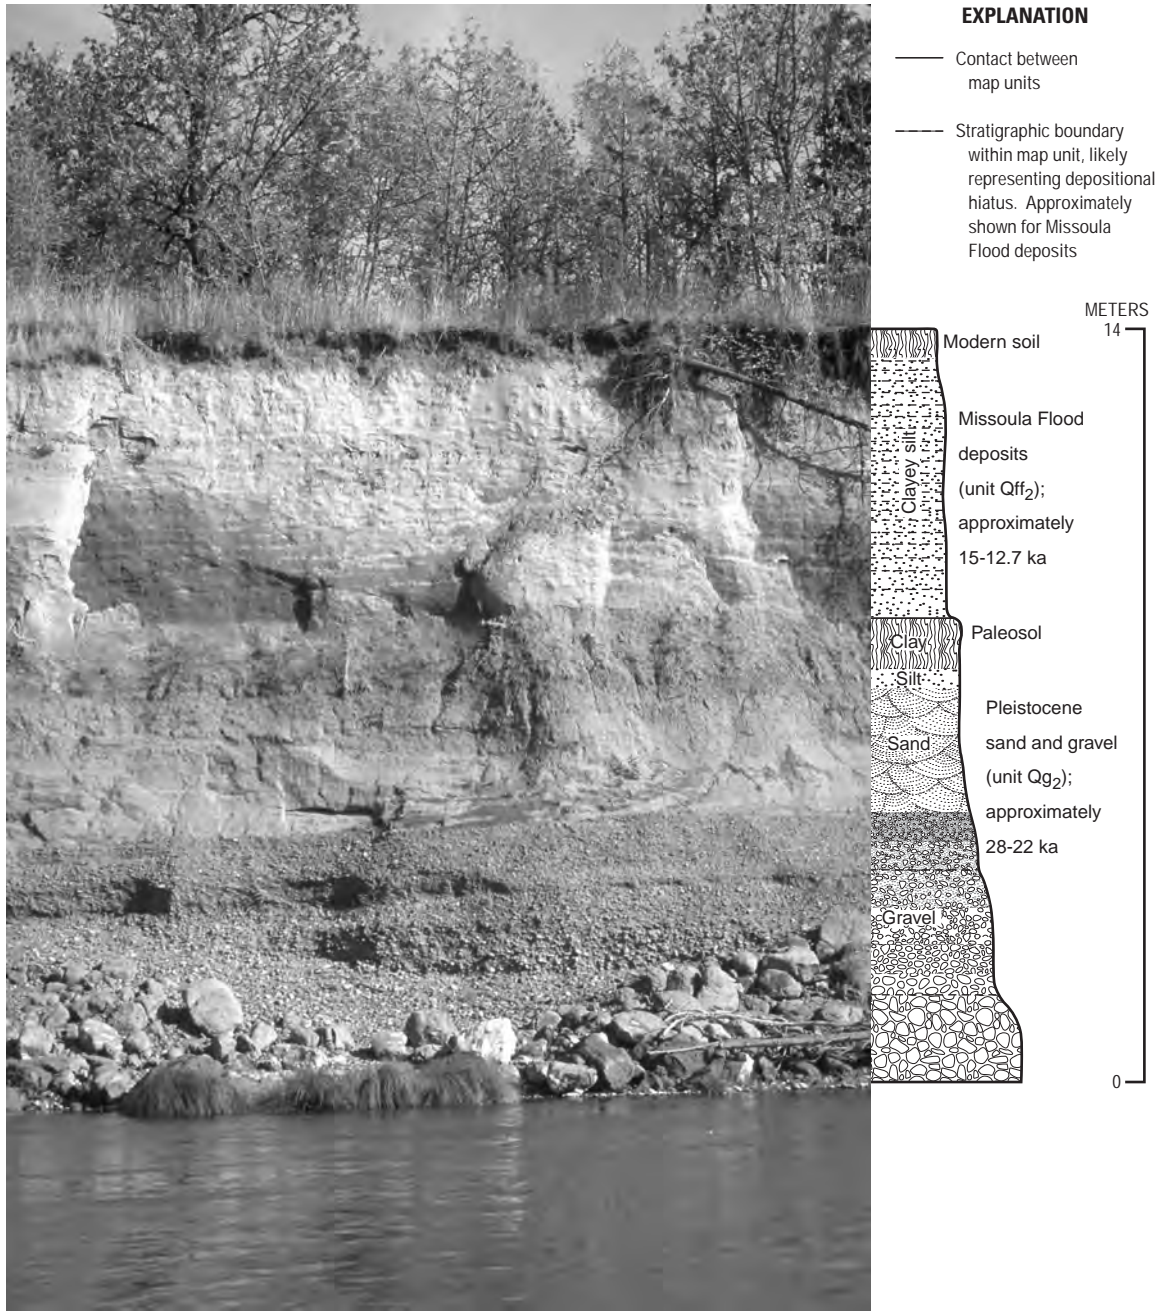 EXPLANATION
Contact between
map units
Stratigraphic boundary
within map unit, likely
representing depositional
hiatus. Approximately
shown for Missoula
Flood deposits
METERS
14
Modern soil
Clayey silt
Missoula Flood
deposits
(unit Qff2);
approximately
15-12.7 ka
Paleosol
Clay
Silt
Pleistocene
sand and gravel
(unit Qg2);
approximately
28-22 ka
Sand
Gravel
0